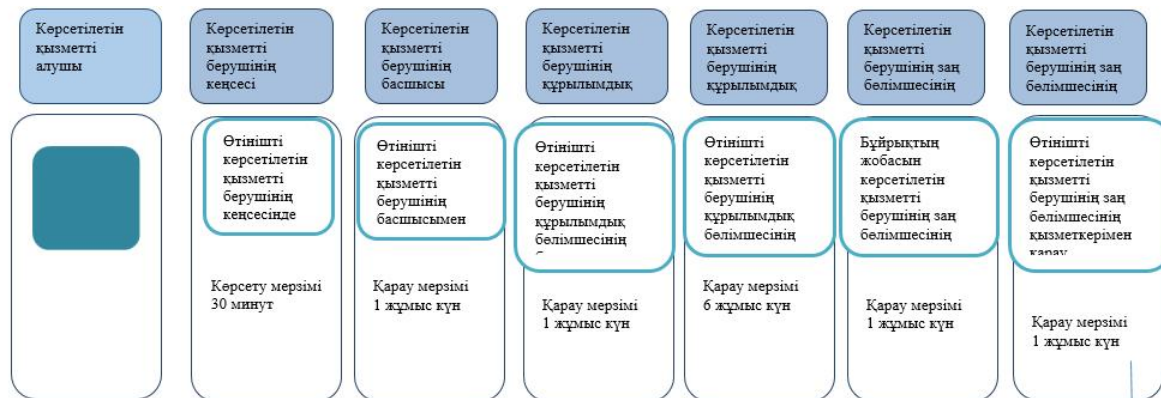 Көрсетілетін
қызметті
алушы
Көрсетілетін
қызметті
берушінің
кеңсесі
Көрсетілетін
қызметті
берушінің
басшысы
Көрсетілетін
қызметті
берушінің
құрылымдық
Көрсетілетін
қызметті
берушінің
құрылымдық
Көрсетілетін
қызметті
берушінің заң
бөлімшесінің
Көрсетілетін
қызметті
берушінің заң
бөлімшесінің
Өтінішті
көрсетілетін
қызметті
берушінің
кеңсесінде
Көрсету мерзімі
30 минут
Өтінішті
көрсетілетін
қызметті
берушінің
басшысымен
Қарау мерзімі
1 жұмыс күн
Өтінішті
көрсетілетін
қызметті
берушінің
құрылымдық
бөлімшесінің
Қарау мерзімі
1 жұмыс күн
Өтінішті
көрсетілетін
қызметті
берушінің
құрылымдық
бөлімшесінің
Қарау мерзімі
6 жұмыс күн
Бұйрықтың
жобасын
көрсетілетін
қызметті
берушінің заң
бөлімшесінің
Қарау мерзімі
1 жұмыс күн
Өтінішті
көрсетілетін
қызметті
берушінің заң
бөлімшесінің
қызметкерімен
қарау
Қарау мерзімі
1 жұмыс күн